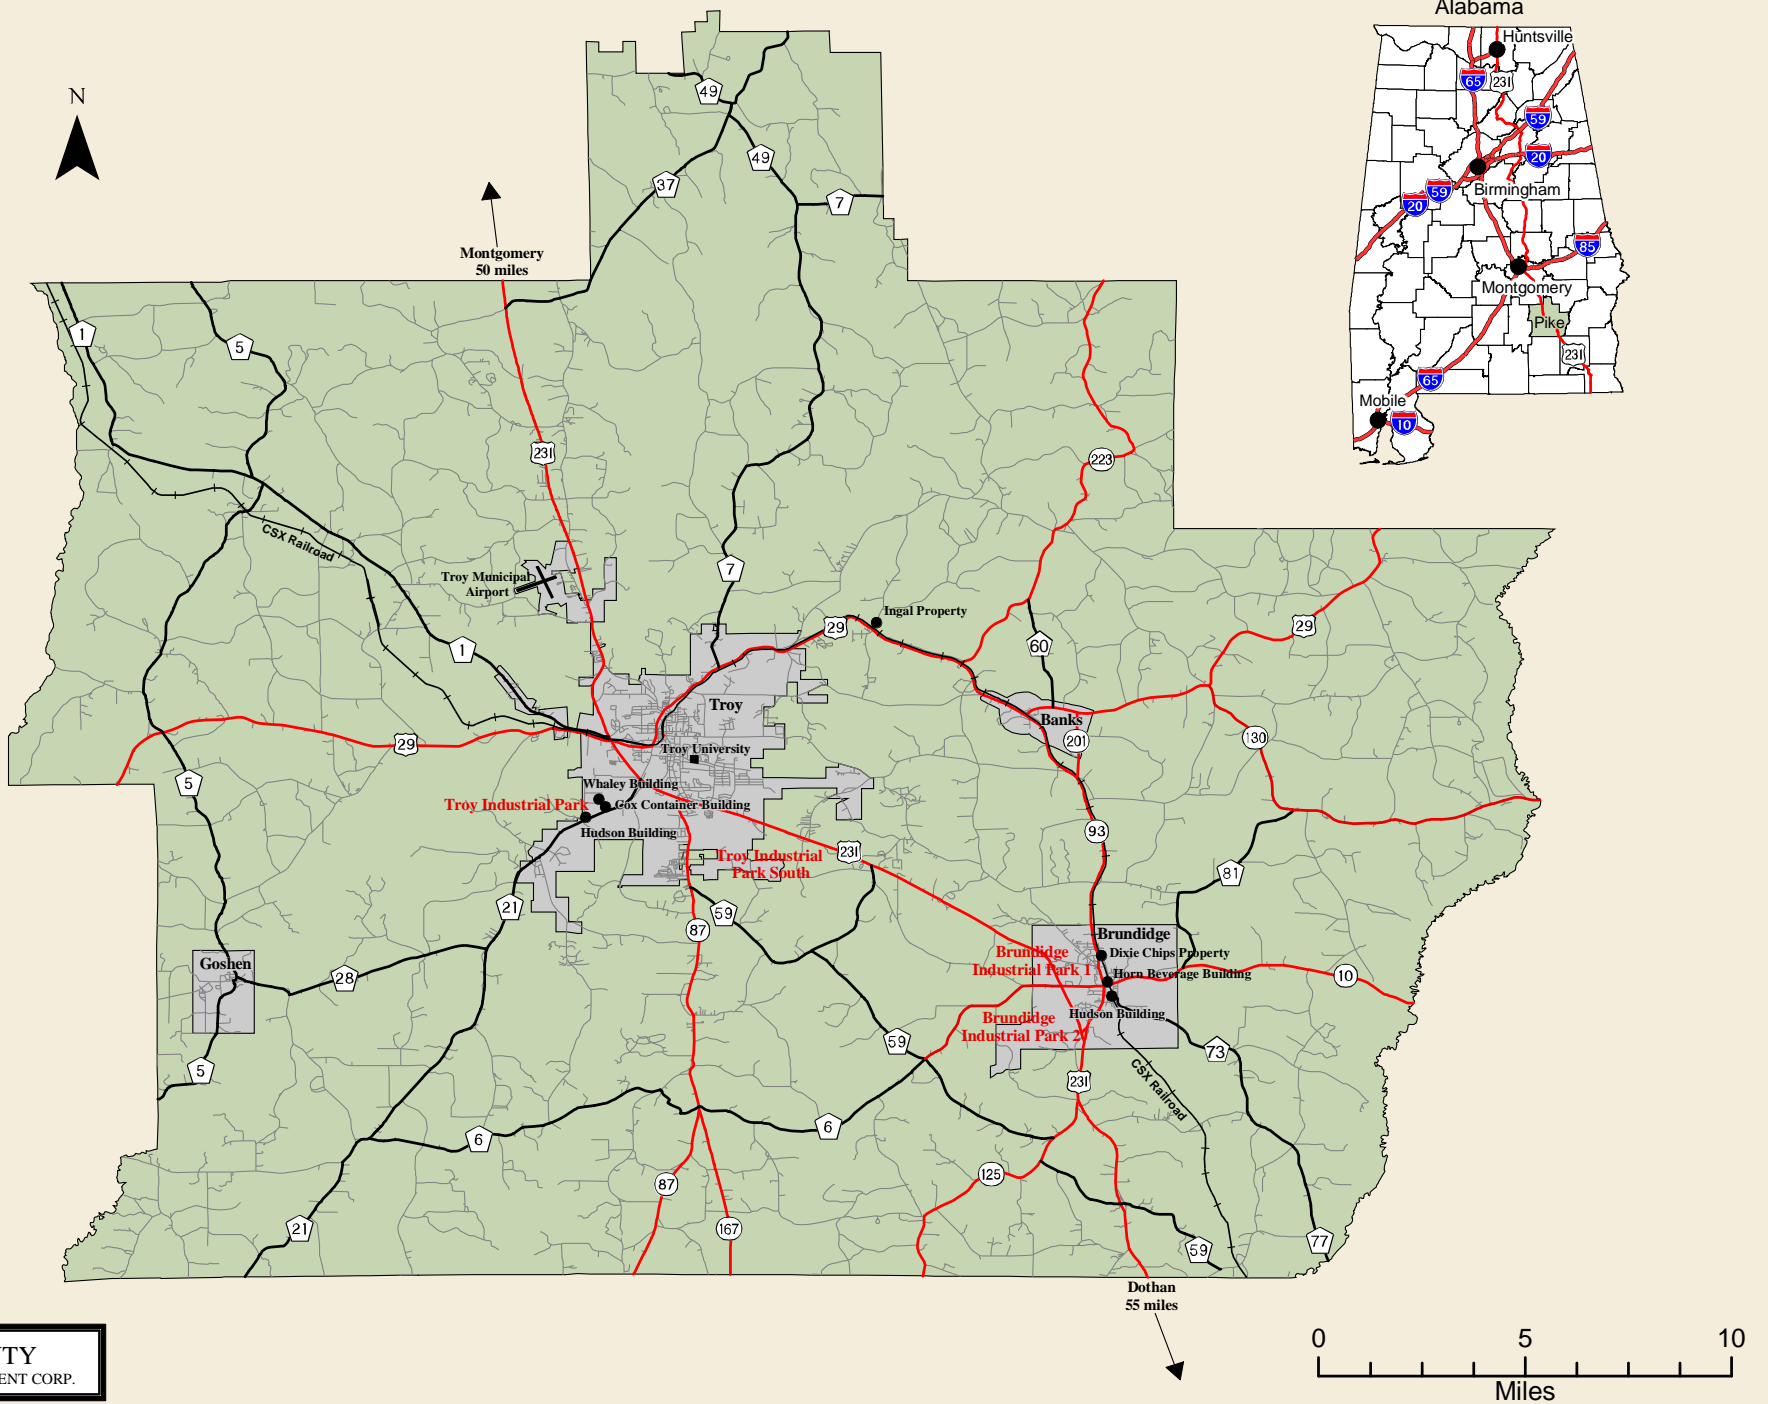 Alabama
Huntsville
65
231
59
20
59
20
Birmingham
85
Montgomery
Pike
231
65
Mobile
10
N
49
49
37
7
Montgomery
50 miles
1
5
231
223
CSX Railroad
7
Troy Municipal
Airport
Ingal Property
29
29
60
1
Troy
Banks
201
130
29
Troy University
5
Whaley Building
Troy Industrial Park
Cox Container Building
Hudson Building
93
231
Troy Industrial
Park South
81
21
59
87
Brundidge
Dixie Chips Property
Brundidge
Industrial Park 1
Horn Beverage Building
10
Goshen
28
Hudson Building
Brundidge
Industrial Park 2
59
73
5
231
CSX Railroad
6
6
125
87
167
21
59
77
Dothan
55 miles
TY
ENT CORP.
0 5 10
Miles